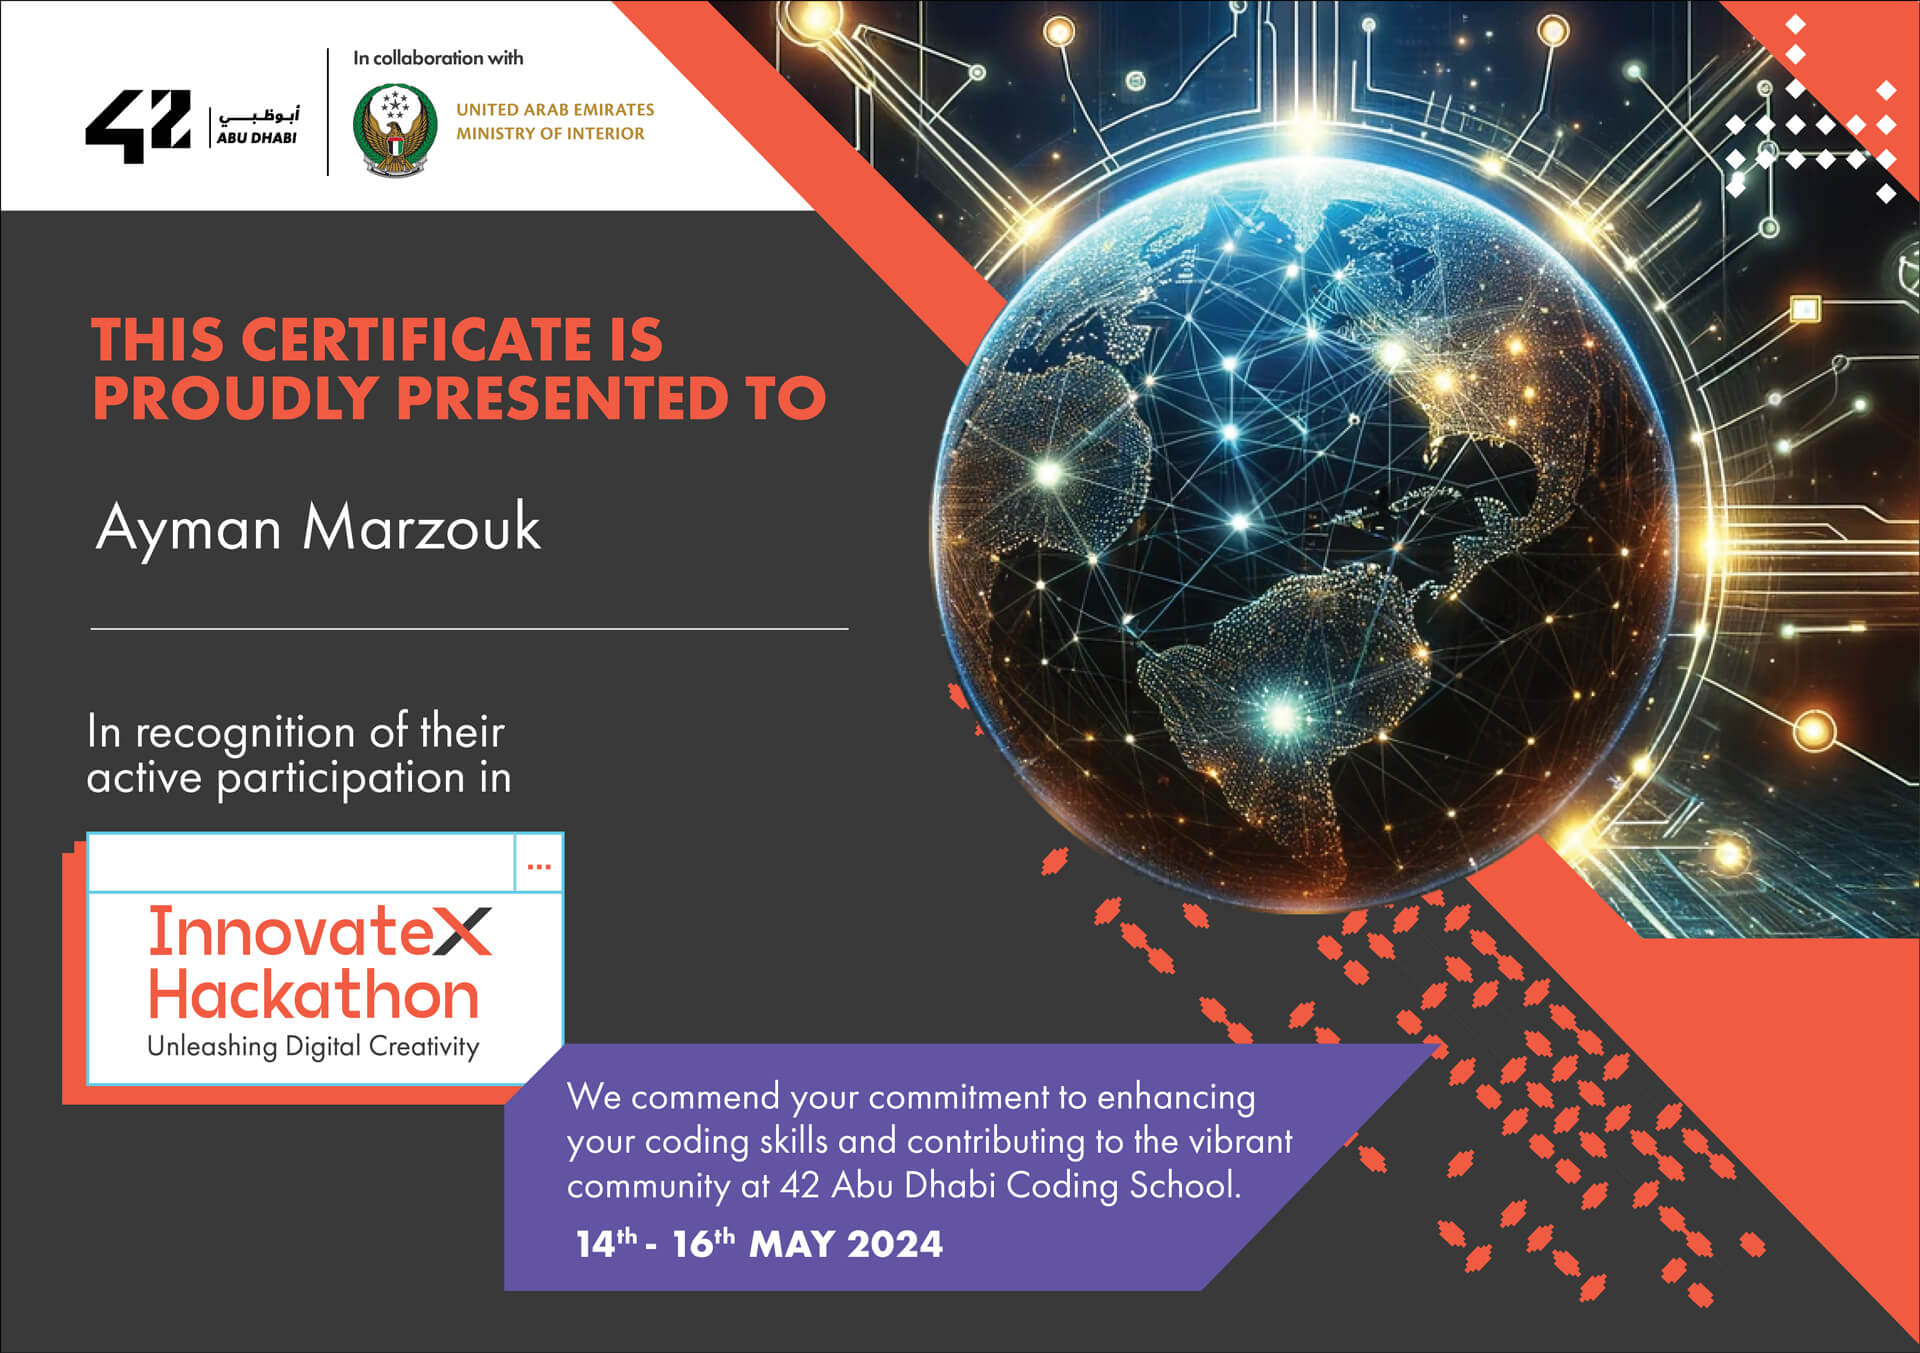 42
أبوظبي
ABU DHABI
In collaboration with
UNITED ARAB EMIRATES
MINISTRY OF INTERIOR
THIS CERTIFICATE IS
PROUDLY PRESENTED TO
Ayman Marzouk
In recognition of their
active participation in
...
InnovateX
Hackathon
Unleashing Digital Creativity
We commend your commitment to enhancing
your coding skills and contributing to the vibrant
community at 42 Abu Dhabi Coding School.
14th - 16th MAY 2024